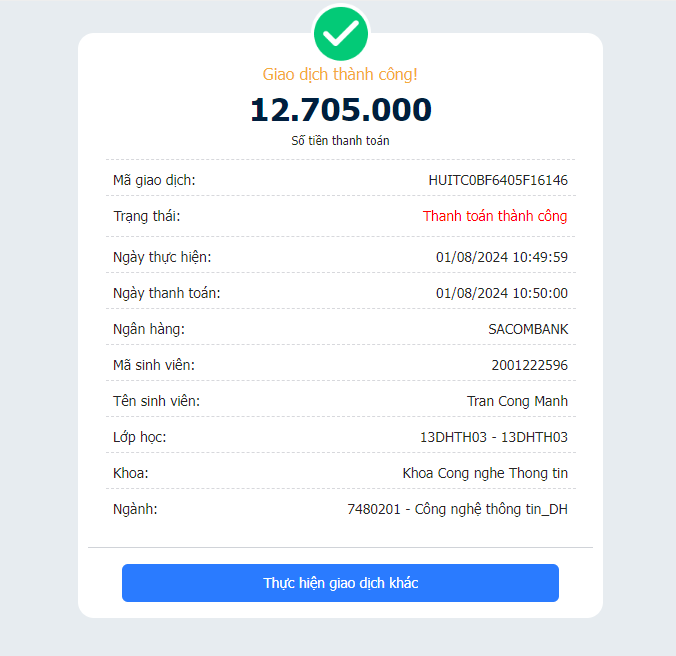 Giao dịch thành công!
12.705.000
Số tiền thanh toán
Mã giao dịch: HUITC0BF6405F16146
Trạng thái: Thanh toán thành công
Ngày thực hiện: 01/08/2024 10:49:59
Ngày thanh toán: 01/08/2024 10:50:00
Ngân hàng: SACOMBANK
Mã sinh viên: 2001222596
Tên sinh viên: Tran Cong Manh
Lớp học: 13DHTH03 - 13DHTH03
Khoa: Khoa Cong nghe Thong tin
Ngành: 7480201 - Công nghệ thông tin_DH
Thực hiện giao dịch khác